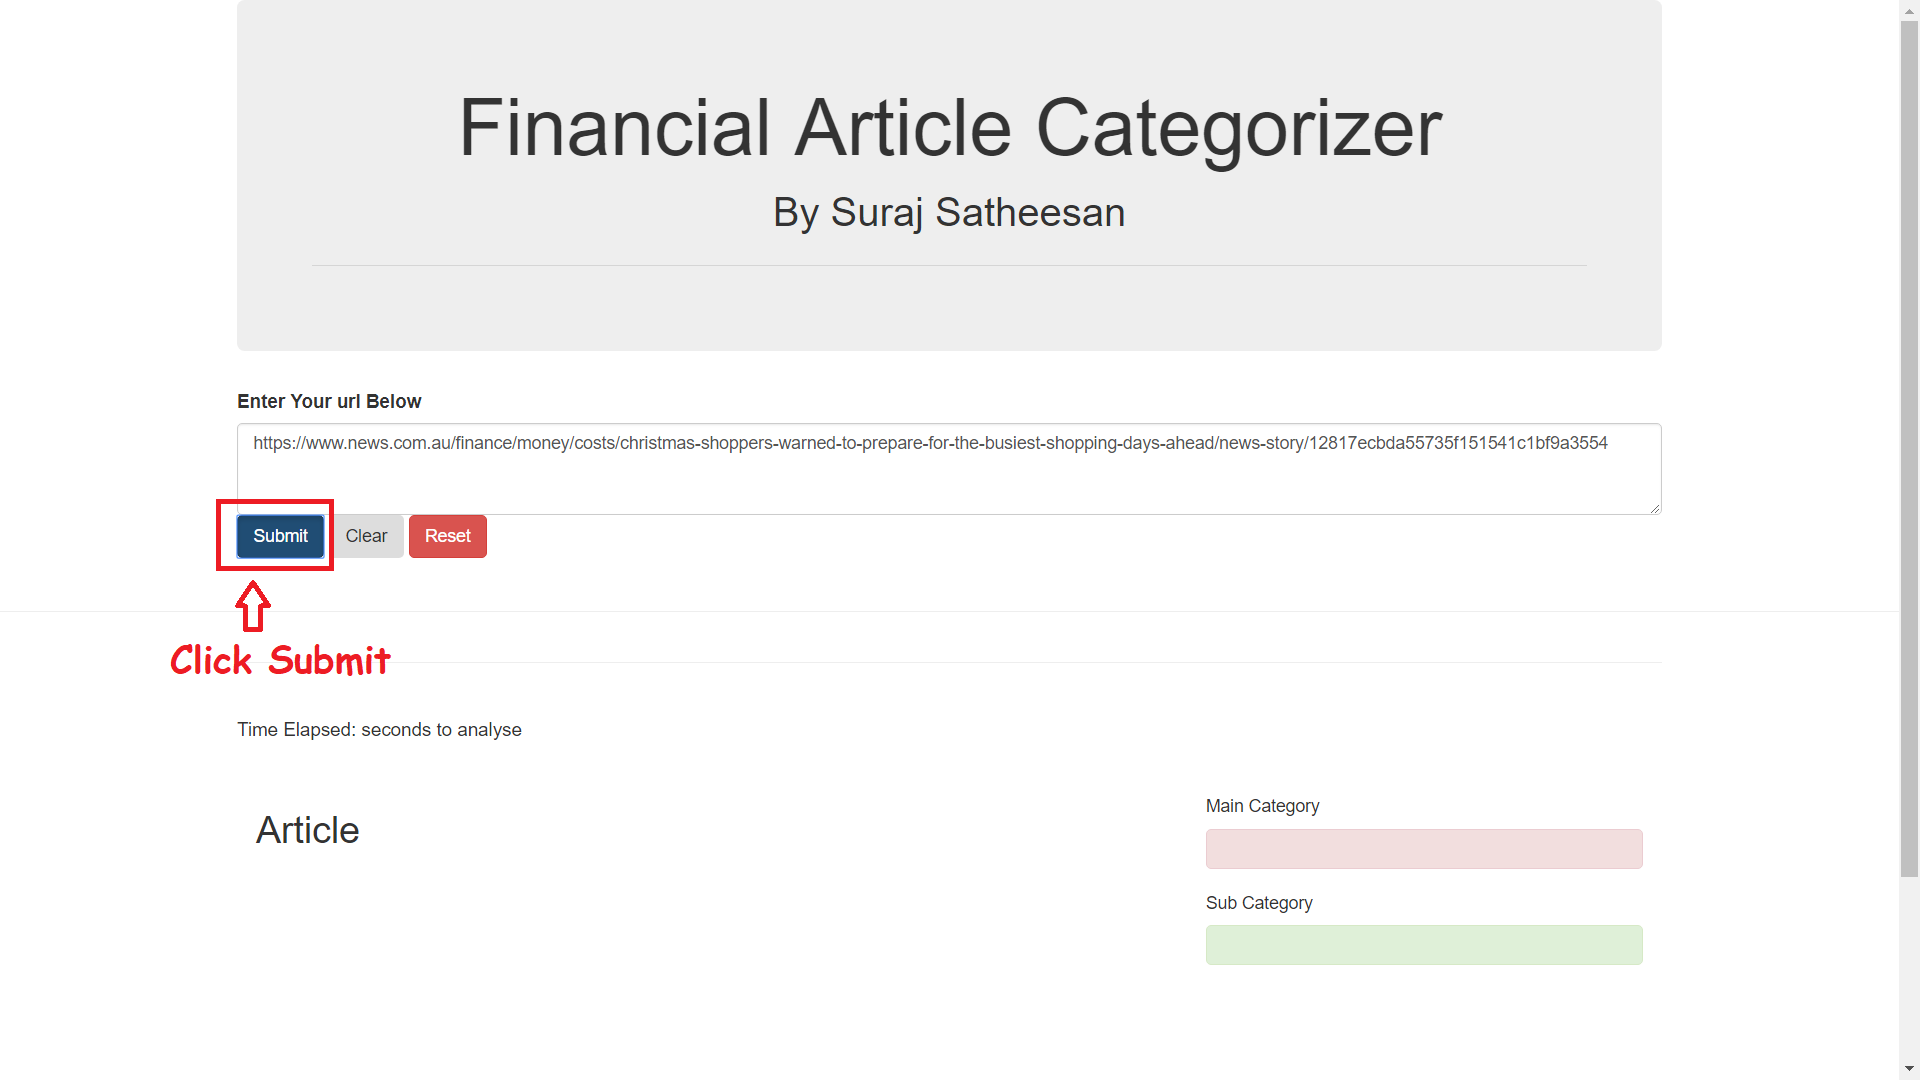 Financial Article Categorizer
By Suraj Satheesan
Enter Your url Below
https://www.news.com.au/finance/money/costs/christmas-shoppers-warned-to-prepare-for-the-busiest-shopping-days-ahead/news-story/12817ecbda55735f151541c1bf9a3554
Submit Clear Reset
Click Submit
Time Elapsed: seconds to analyse
Article
Main Category
Sub Category